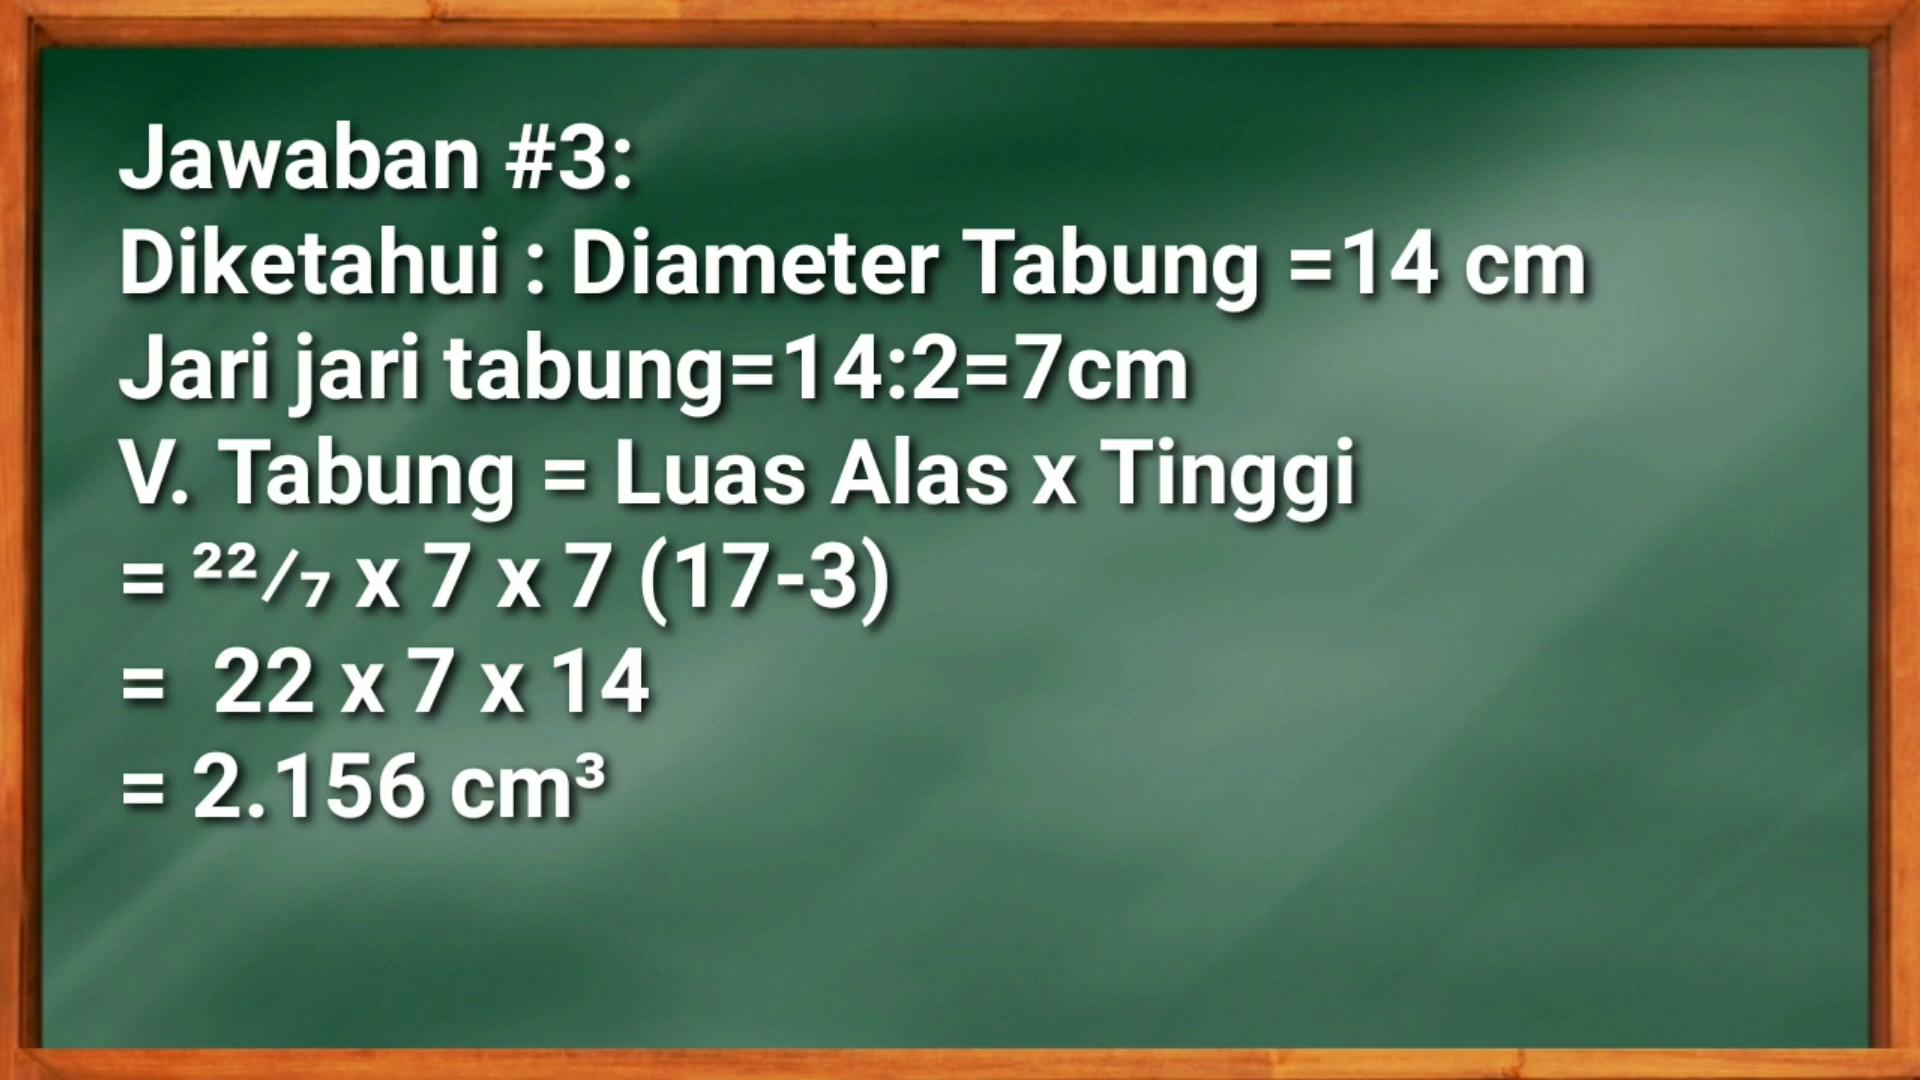 Jawaban #3:
Diketahui : Diameter Tabung =14 cm
Jari jari tabung=14:2=7cm
V. Tabung = Luas Alas x Tinggi
= ²²⁄₇ x 7 x 7 (17-3)
= 22 x 7 x 14
= 2.156 cm³